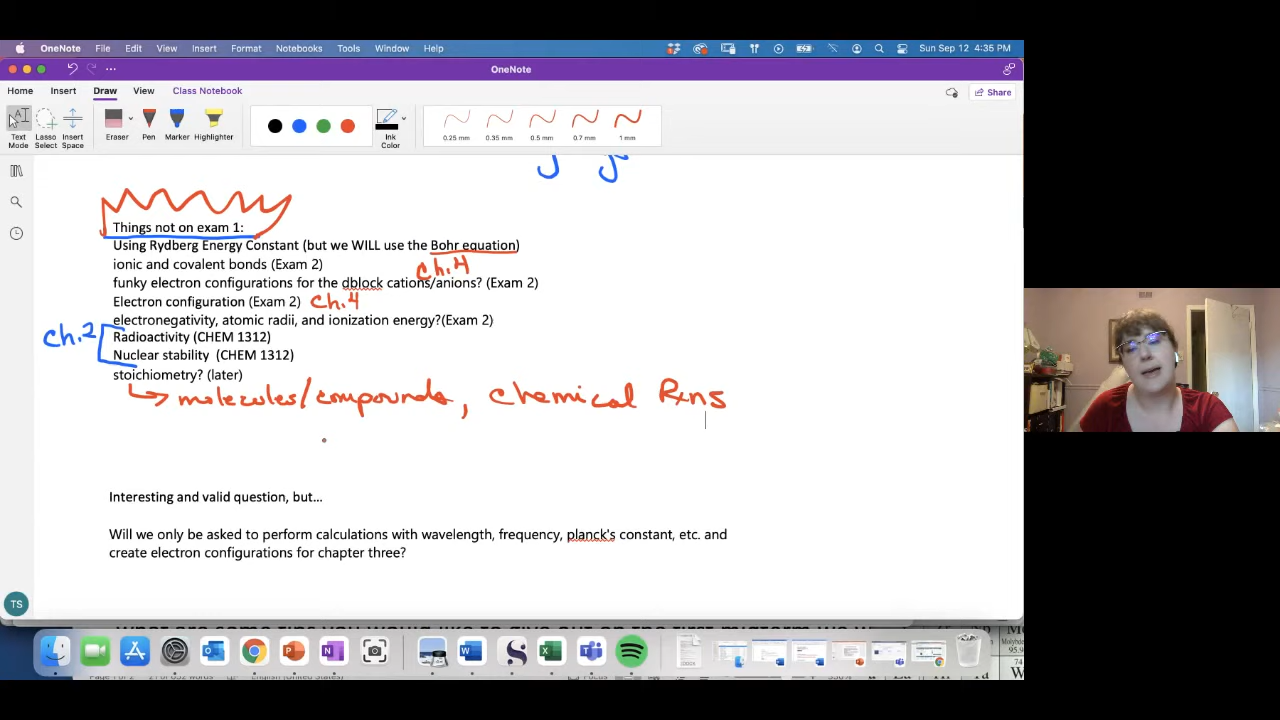 OneNote File Edit View Insert Format Notebooks Tools Window Help Sun Sep 12 4:35 PM
OneNote
Home Insert Draw View Class Notebook Share
Text Mode Lasso Select Insert Space Eraser Pen Marker Highlighter Ink Color 0.25 mm 0.35 mm 0.5 mm 0.7 mm 1 mm
Things not on exam 1:
Using Rydberg Energy Constant (but we WILL use the Bohr equation)
ionic and covalent bonds (Exam 2) ch.4
funky electron configurations for the dblock cations/anions? (Exam 2)
Electron configuration (Exam 2) ch.4
electronegativity, atomic radii, and ionization energy?(Exam 2)
ch.2 Radioactivity (CHEM 1312)
Nuclear stability (CHEM 1312)
stoichiometry? (later)
molecules/compounds, chemical Rxns
Interesting and valid question, but...
Will we only be asked to perform calculations with wavelength, frequency, planck's constant, etc. and
create electron configurations for chapter three?
TS